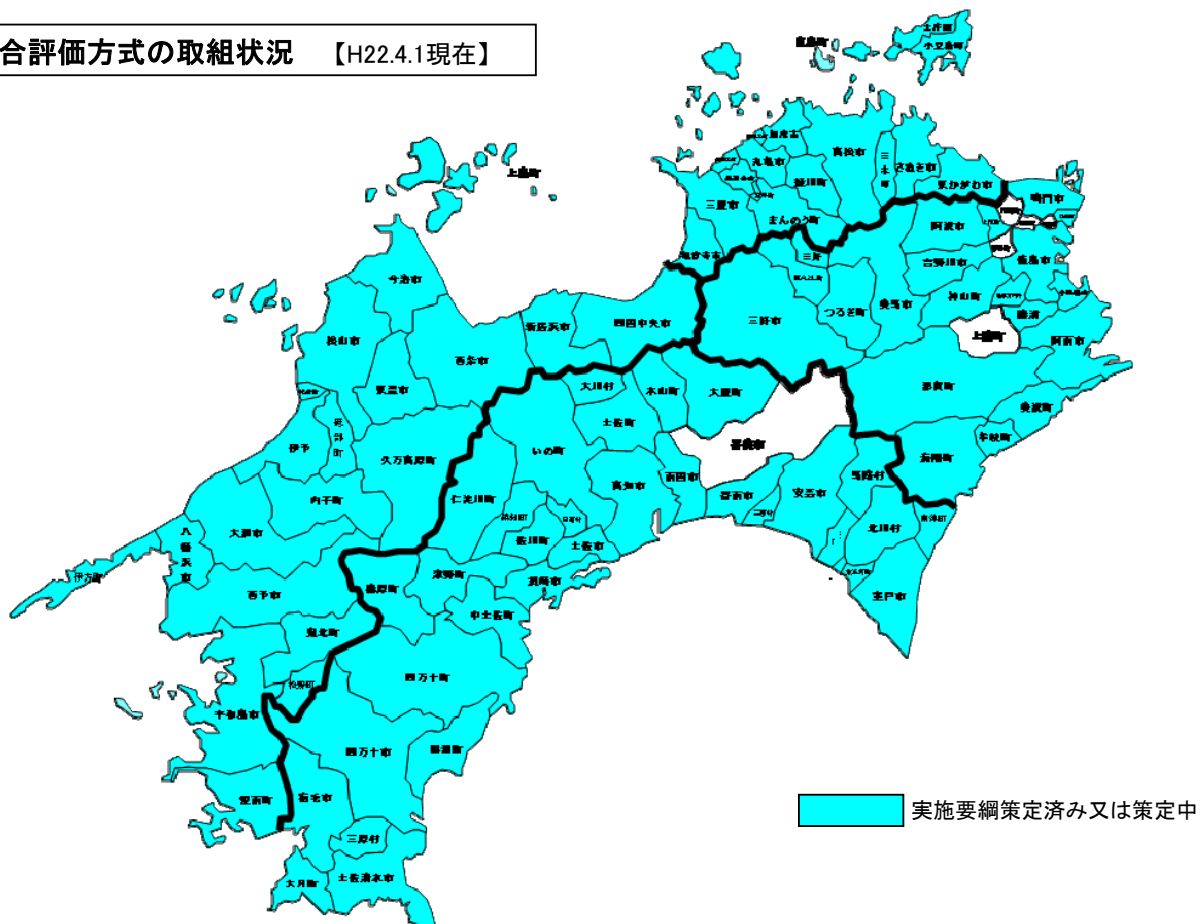 合評価方式の取組状況 【H22.4.1現在】
直島町
土庄町
小豆島町
上島町
高松市
三木町
さぬき市
東かがわ市
丸亀市
綾川町
三豊市
まんのう町
観音寺市
鳴門市
阿波市
吉野川市
徳島市
神山町
美馬市
つるぎ町
三好市
上勝町
阿南市
那賀町
美波町
牟岐町
海陽町
今治市
松山市
東温市
西条市
新居浜市
四国中央市
伊予
砥部町
久万高原町
内子町
大洲市
八幡浜市
伊方町
西予市
鬼北町
松野町
宇和島市
愛南町
大川村
本山町
大豊町
土佐町
いの町
香美市
高知市
南国市
香南市
安芸市
馬路村
北川村
東洋町
室戸市
仁淀川町
越知町
日高村
佐川町
土佐市
須崎市
津野町
梼原町
中土佐町
四万十町
四万十市
黒潮町
宿毛市
三原村
大月町
土佐清水市
実施要綱策定済み又は策定中